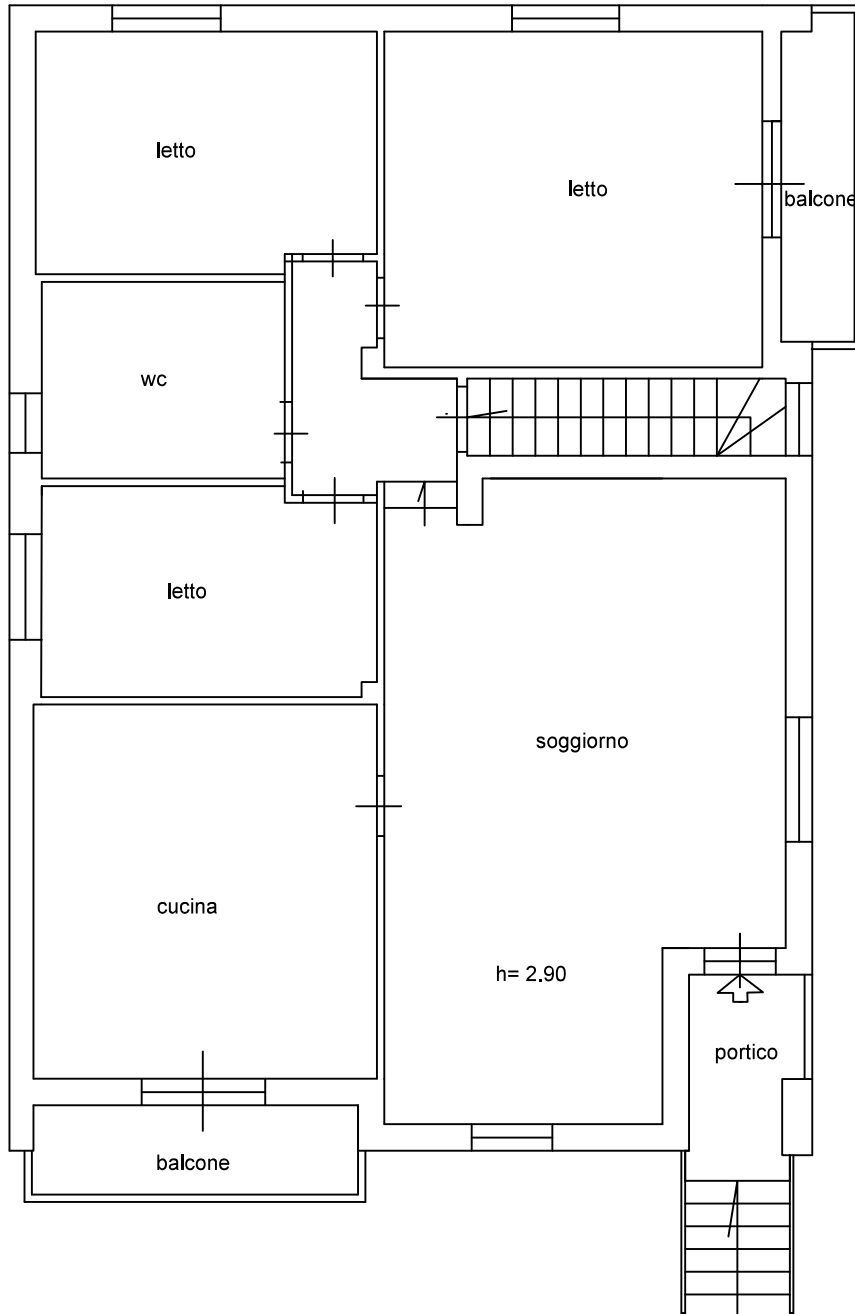 letto
letto
balcone
wc
letto
soggiorno
cucina
h= 2.90
portico
balcone